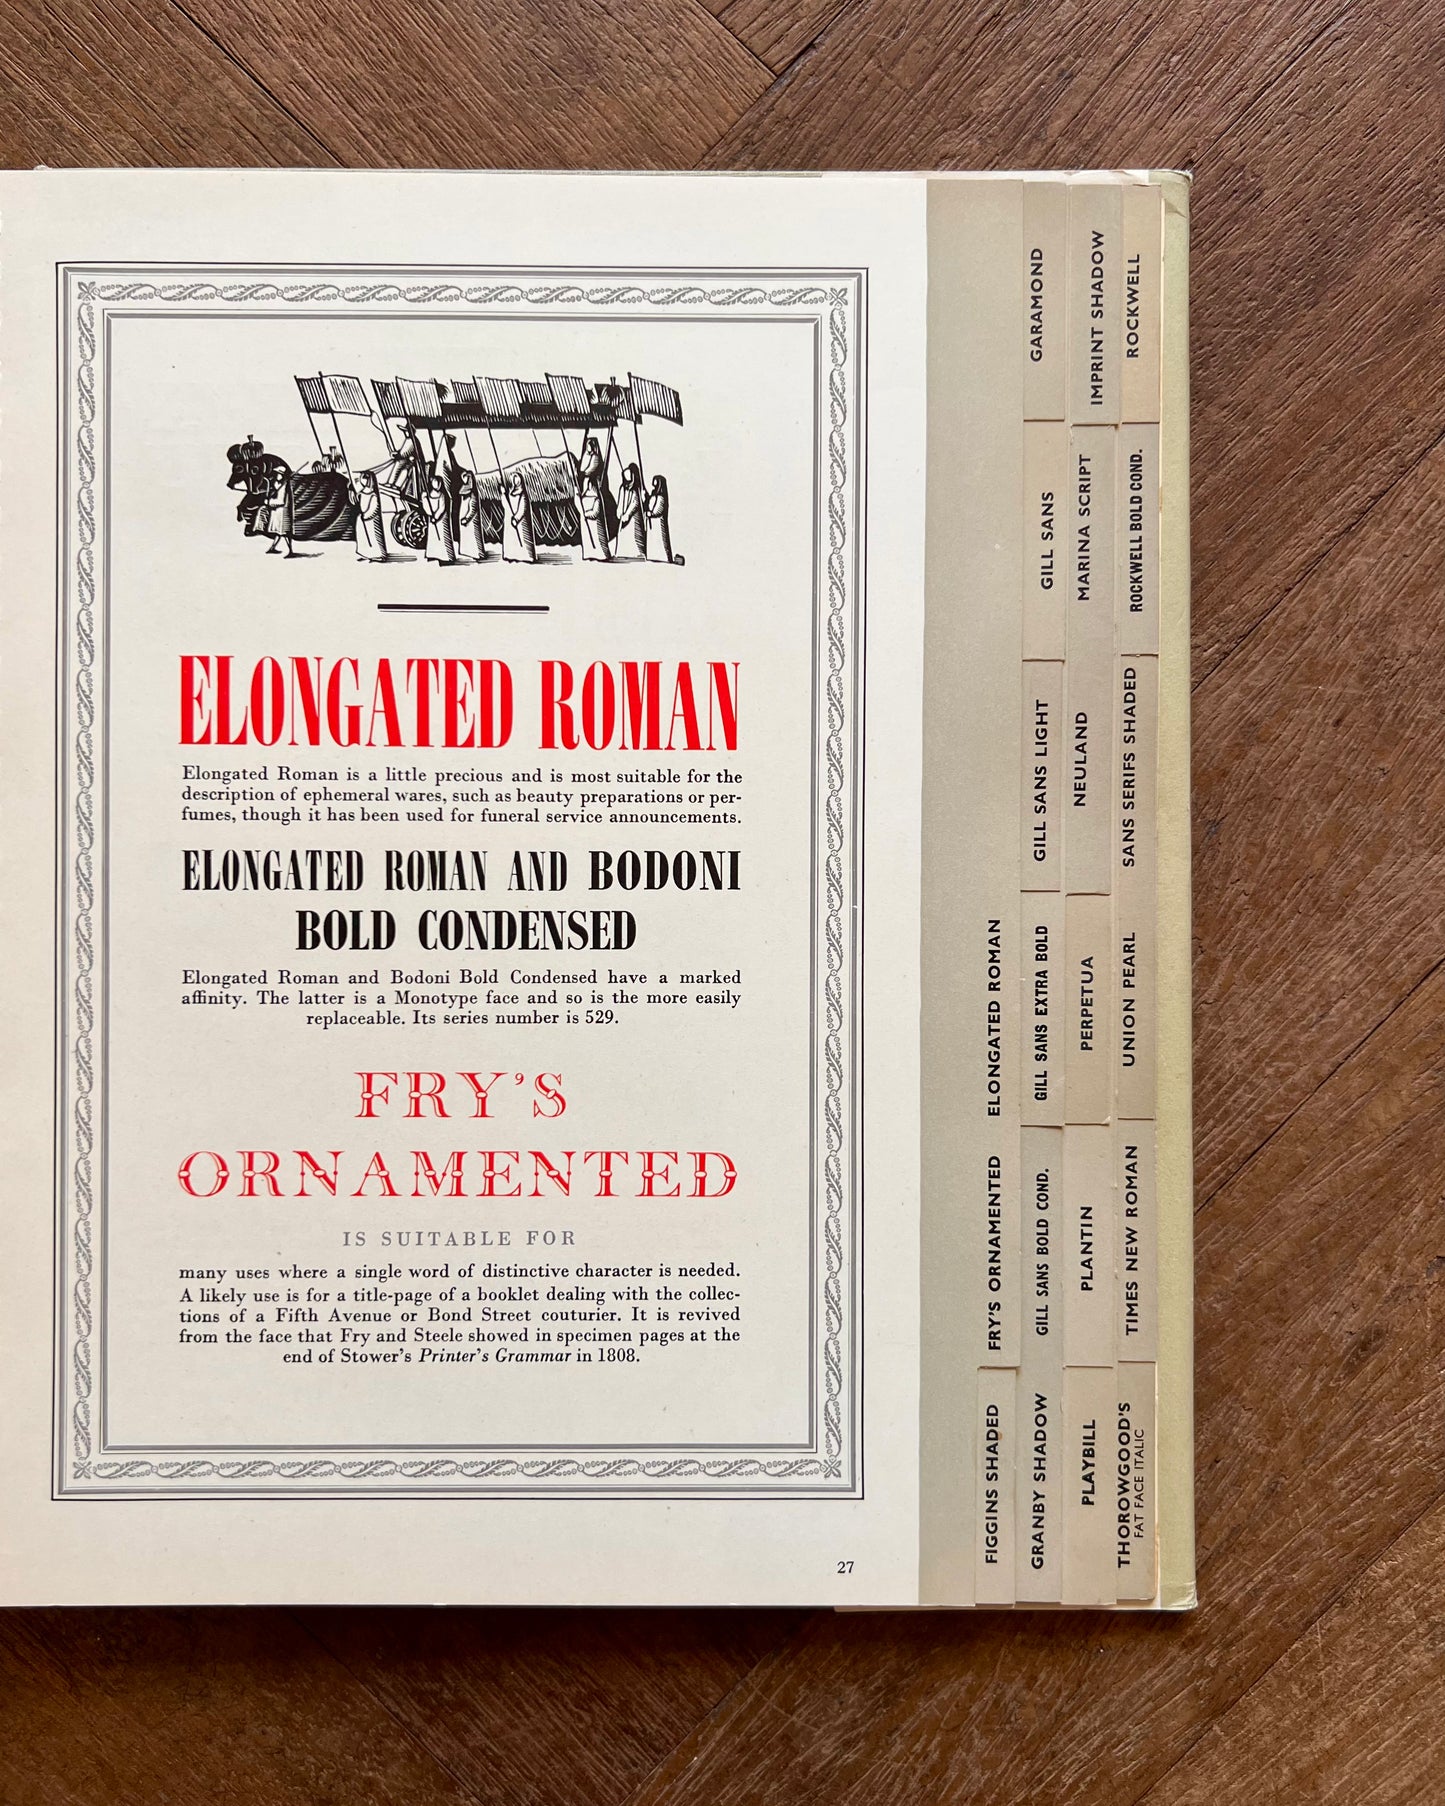 ELONGATED ROMAN
Elongated Roman is a little precious and is most suitable for the
description of ephemeral wares, such as beauty preparations or per-
fumes, though it has been used for funeral service announcements.
ELONGATED ROMAN AND BODONI
BOLD CONDENSED
Elongated Roman and Bodoni Bold Condensed have a marked
affinity. The latter is a Monotype face and so is the more easily
replaceable. Its series number is 529.
FRY'S
ORNAMENTED
IS SUITABLE FOR
many uses where a single word of distinctive character is needed.
A likely use is for a title-page of a booklet dealing with the collec-
tions of a Fifth Avenue or Bond Street couturier. It is revived
from the face that Fry and Steele showed in specimen pages at the
end of Stower's Printer's Grammar in 1808.
27
ELONGATED ROMAN
FRY'S ORNAMENTED
FIGGINS SHADED
GARAMOND
GILL SANS
GILL SANS LIGHT
GILL SANS EXTRA BOLD
GILL SANS BOLD COND.
GRANBY SHADOW
IMPRINT SHADOW
MARINA SCRIPT
NEULAND
PERPETUA
PLANTIN
PLAYBILL
ROCKWELL
ROCKWELL BOLD COND.
SANS SERIFS SHADED
UNION PEARL
TIMES NEW ROMAN
THOROWGOOD'S
FAT FACE ITALIC